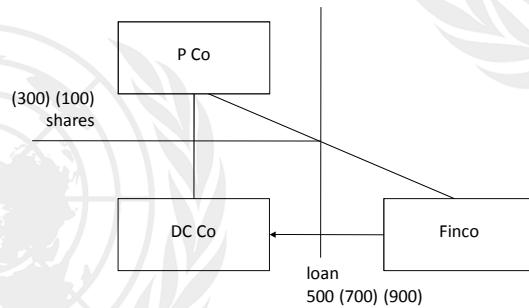 P Co
(300) (100)
shares
DC Co
Finco
loan
500 (700) (900)